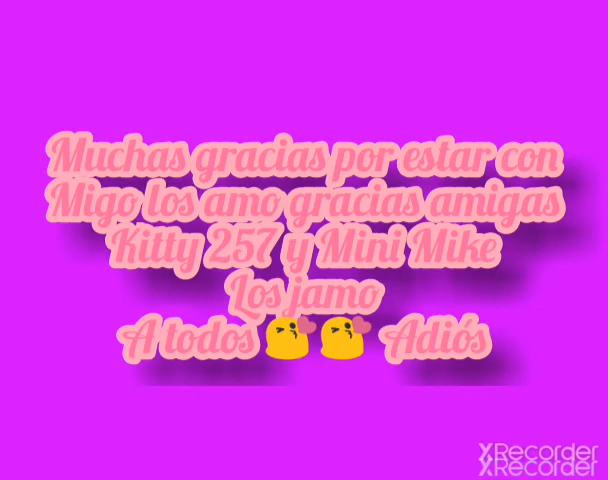 Muchas gracias por estar con
Migo los amo gracias amigas
Kitty 257 y Mini Mike
Los jamo
A todos 😘😘 Adiós
XRecorder
XRecorder